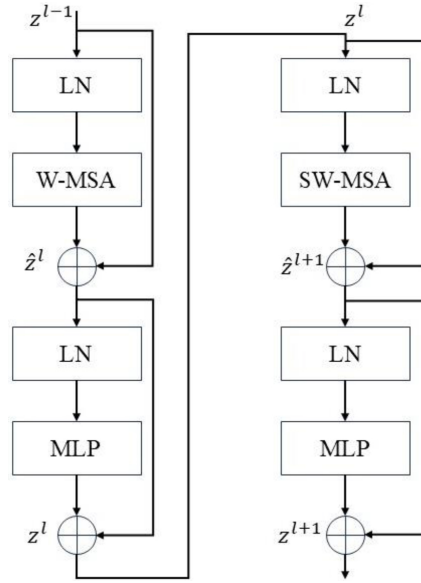 z^{l-1}
LN
W-MSA
ẑ^l
LN
MLP
z^l
z^l
LN
SW-MSA
ẑ^{l+1}
LN
MLP
z^{l+1}